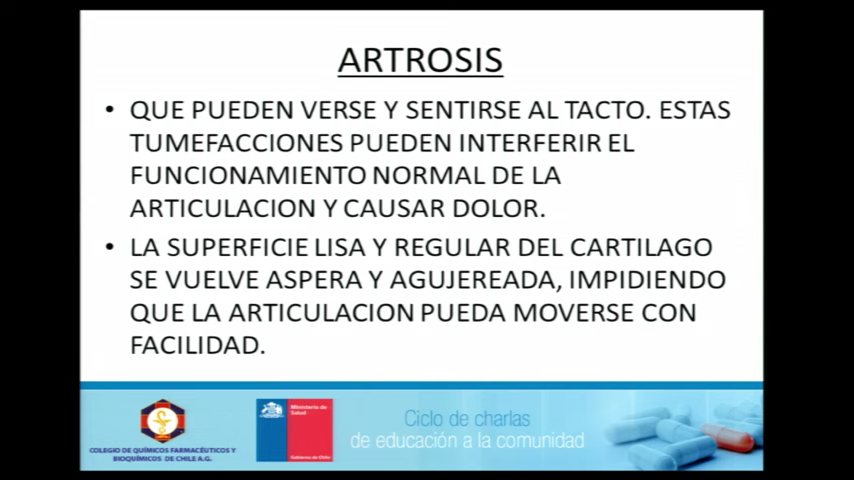 ARTROSIS
• QUE PUEDEN VERSE Y SENTIRSE AL TACTO. ESTAS
TUMEFACCIONES PUEDEN INTERFERIR EL
FUNCIONAMIENTO NORMAL DE LA
ARTICULACION Y CAUSAR DOLOR.
• LA SUPERFICIE LISA Y REGULAR DEL CARTILAGO
SE VUELVE ASPERA Y AGUJEREADA, IMPIDIENDO
QUE LA ARTICULACION PUEDA MOVERSE CON
FACILIDAD.
COLEGIO DE QUÍMICOS FARMACÉUTICOS Y
BIOQUÍMICOS DE CHILE A.G.
Ministerio de
Salud
Gobierno de Chile
Ciclo de charlas
de educación a la comunidad